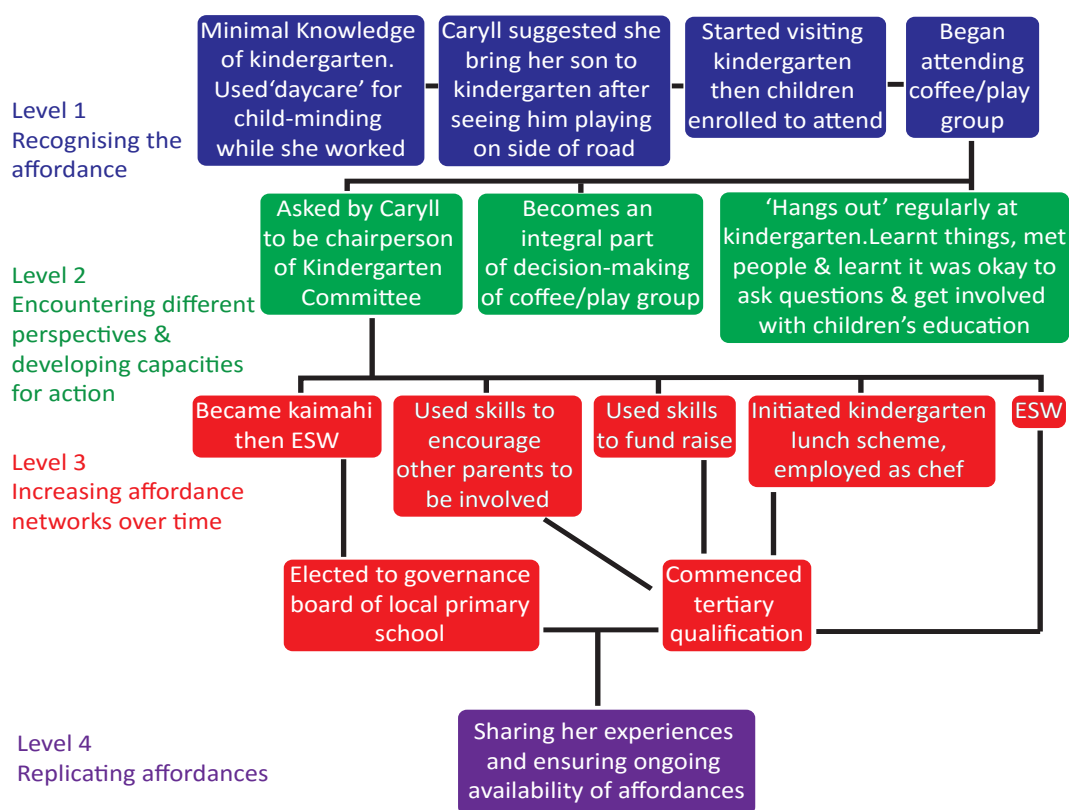 Level 1
Recognising the
affordance
Minimal Knowledge
of kindergarten.
Used‘daycare’ for
child-minding
while she worked
Caryll suggested she
bring her son to
kindergarten after
seeing him playing
on side of road
Started visiting
kindergarten
then children
enrolled to attend
Began
attending
coffee/play
group
Level 2
Encountering different
perspectives &
developing capacities
for action
Asked by Caryll
to be chairperson
of Kindergarten
Committee
Becomes an
integral part
of decision-making
of coffee/play group
‘Hangs out’ regularly at
kindergarten.Learnt things, met
people & learnt it was okay to
ask questions & get involved
with children’s education
Level 3
Increasing affordance
networks over time
Became kaimahi
then ESW
Used skills to
encourage
other parents to
be involved
Used skills
to fund raise
Initiated kindergarten
lunch scheme,
employed as chef
ESW
Elected to governance
board of local primary
school
Commenced
tertiary
qualification
Level 4
Replicating affordances
Sharing her experiences
and ensuring ongoing
availability of affordances